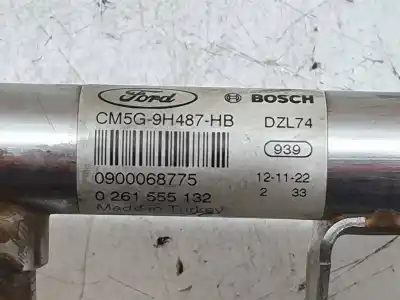 Ford BOSCH
CM5G-9H487-HB DZL74
939
0900068775 12-11-22
0 261 555 132 2 33
Made in Turkey